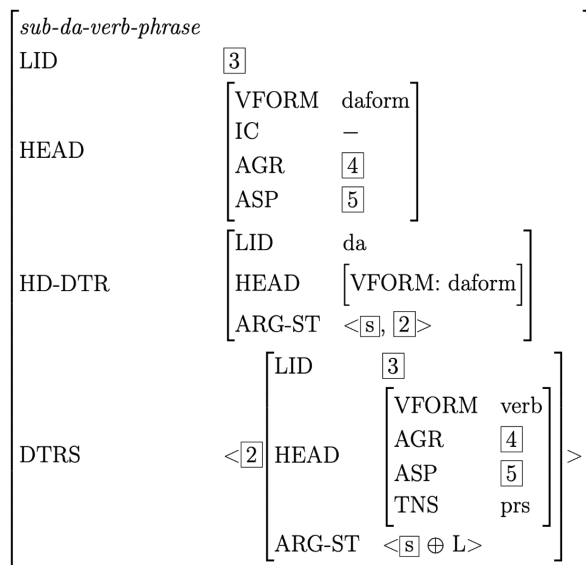 sub-da-verb-phrase
LID 3
HEAD
VFORM daform
IC −
AGR 4
ASP 5
HD-DTR
LID da
HEAD [VFORM: daform]
ARG-ST <s, 2>
DTRS <2
LID 3
HEAD
VFORM verb
AGR 4
ASP 5
TNS prs
ARG-ST <s ⊕ L>
>